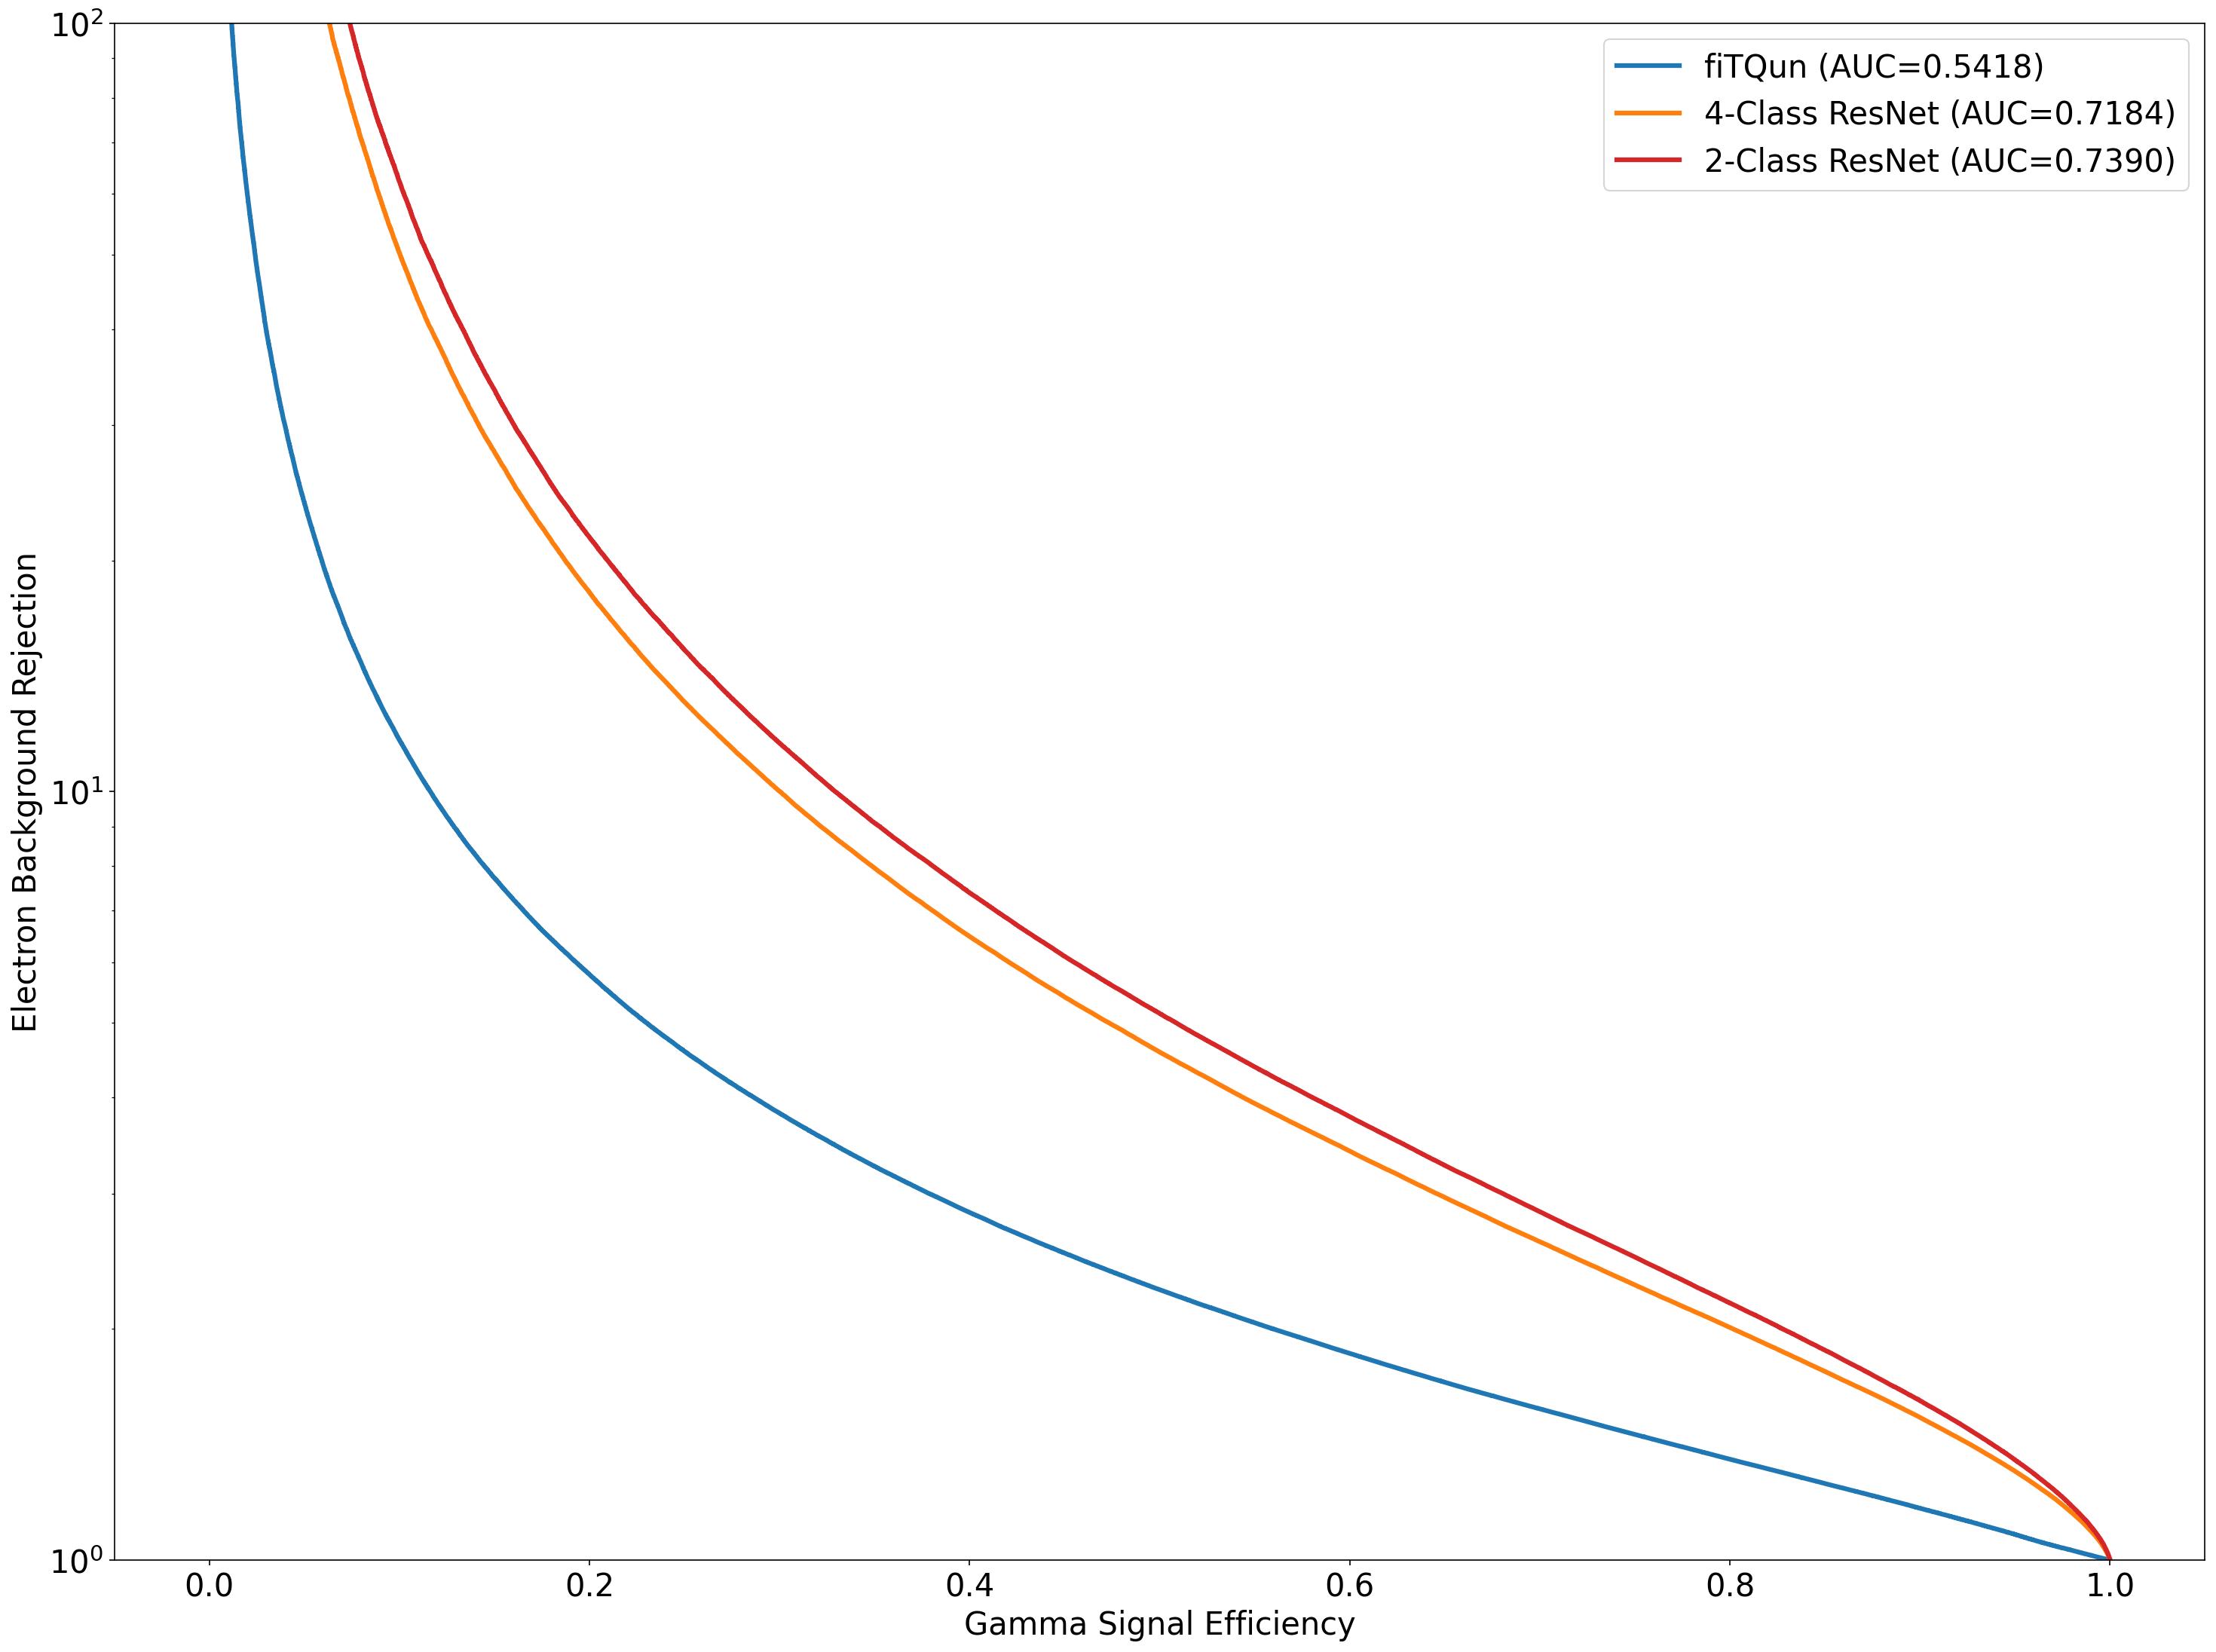 10²
10¹
10⁰
Electron Background Rejection
fiTQun (AUC=0.5418)
4-Class ResNet (AUC=0.7184)
2-Class ResNet (AUC=0.7390)
0.0 0.2 0.4 0.6 0.8 1.0
Gamma Signal Efficiency